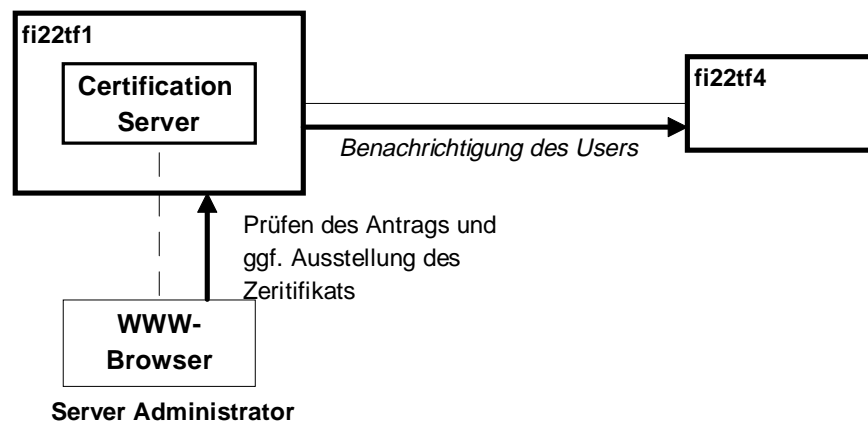 fi22tf1
Certification
Server
fi22tf4
Benachrichtigung des Users
Prüfen des Antrags und
ggf. Ausstellung des
Zeritifikats
WWW-
Browser
Server Administrator